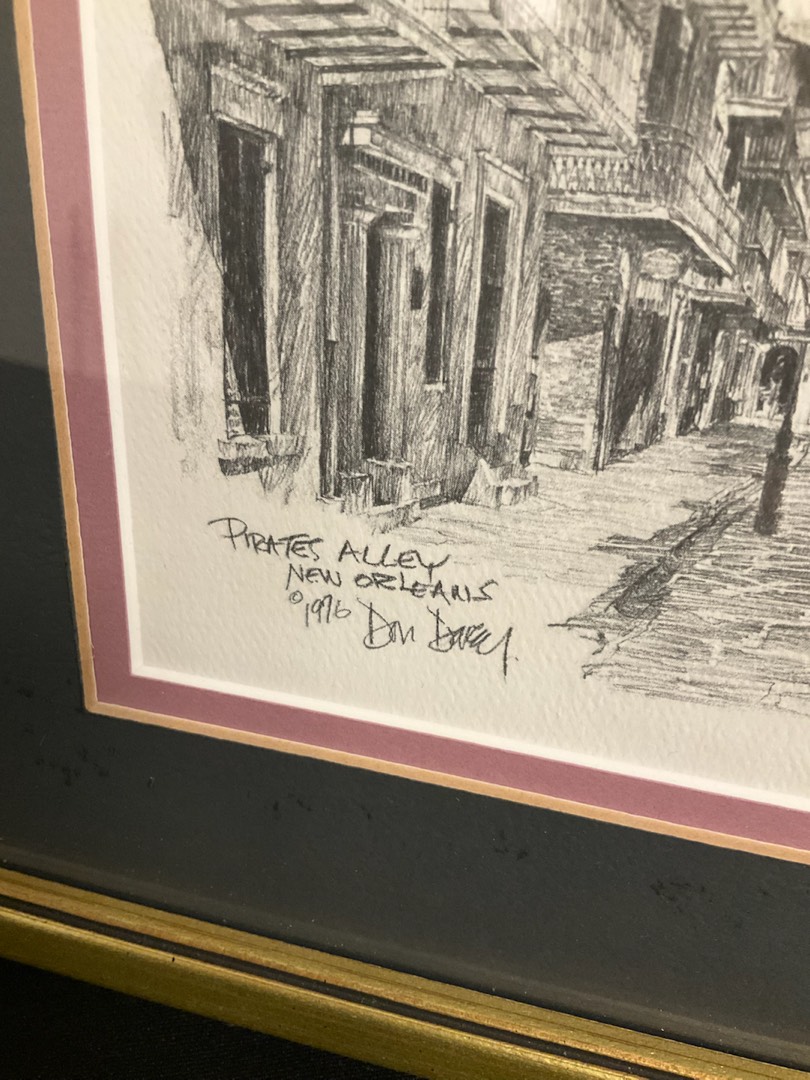 PIRATES ALLEY
NEW ORLEANS
© 1976 Don Davey